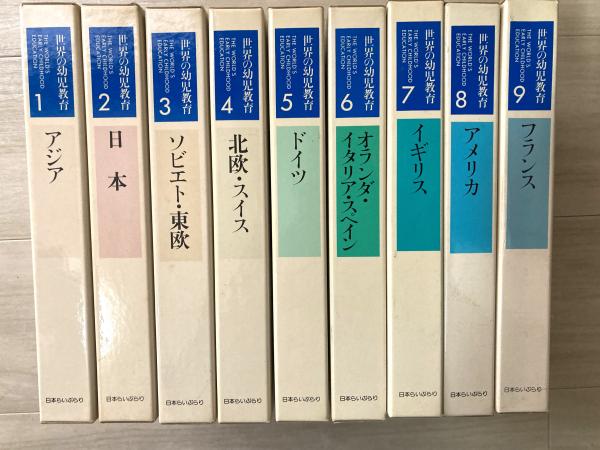 世界の幼児教育
THE WORLD'S
EARLY CHILDHOOD
EDUCATION
1
アジア
日本らいぶらり
世界の幼児教育
THE WORLD'S
EARLY CHILDHOOD
EDUCATION
2
日本
日本らいぶらり
世界の幼児教育
THE WORLD'S
EARLY CHILDHOOD
EDUCATION
3
ソビエト・東欧
日本らいぶらり
世界の幼児教育
THE WORLD'S
EARLY CHILDHOOD
EDUCATION
4
北欧・スイス
日本らいぶらり
世界の幼児教育
THE WORLD'S
EARLY CHILDHOOD
EDUCATION
5
ドイツ
日本らいぶらり
世界の幼児教育
THE WORLD'S
EARLY CHILDHOOD
EDUCATION
6
オランダ・
イタリア・スペイン
日本らいぶらり
世界の幼児教育
THE WORLD'S
EARLY CHILDHOOD
EDUCATION
7
イギリス
日本らいぶらり
世界の幼児教育
THE WORLD'S
EARLY CHILDHOOD
EDUCATION
8
アメリカ
日本らいぶらり
世界の幼児教育
THE WORLD'S
EARLY CHILDHOOD
EDUCATION
9
フランス
日本らいぶらり